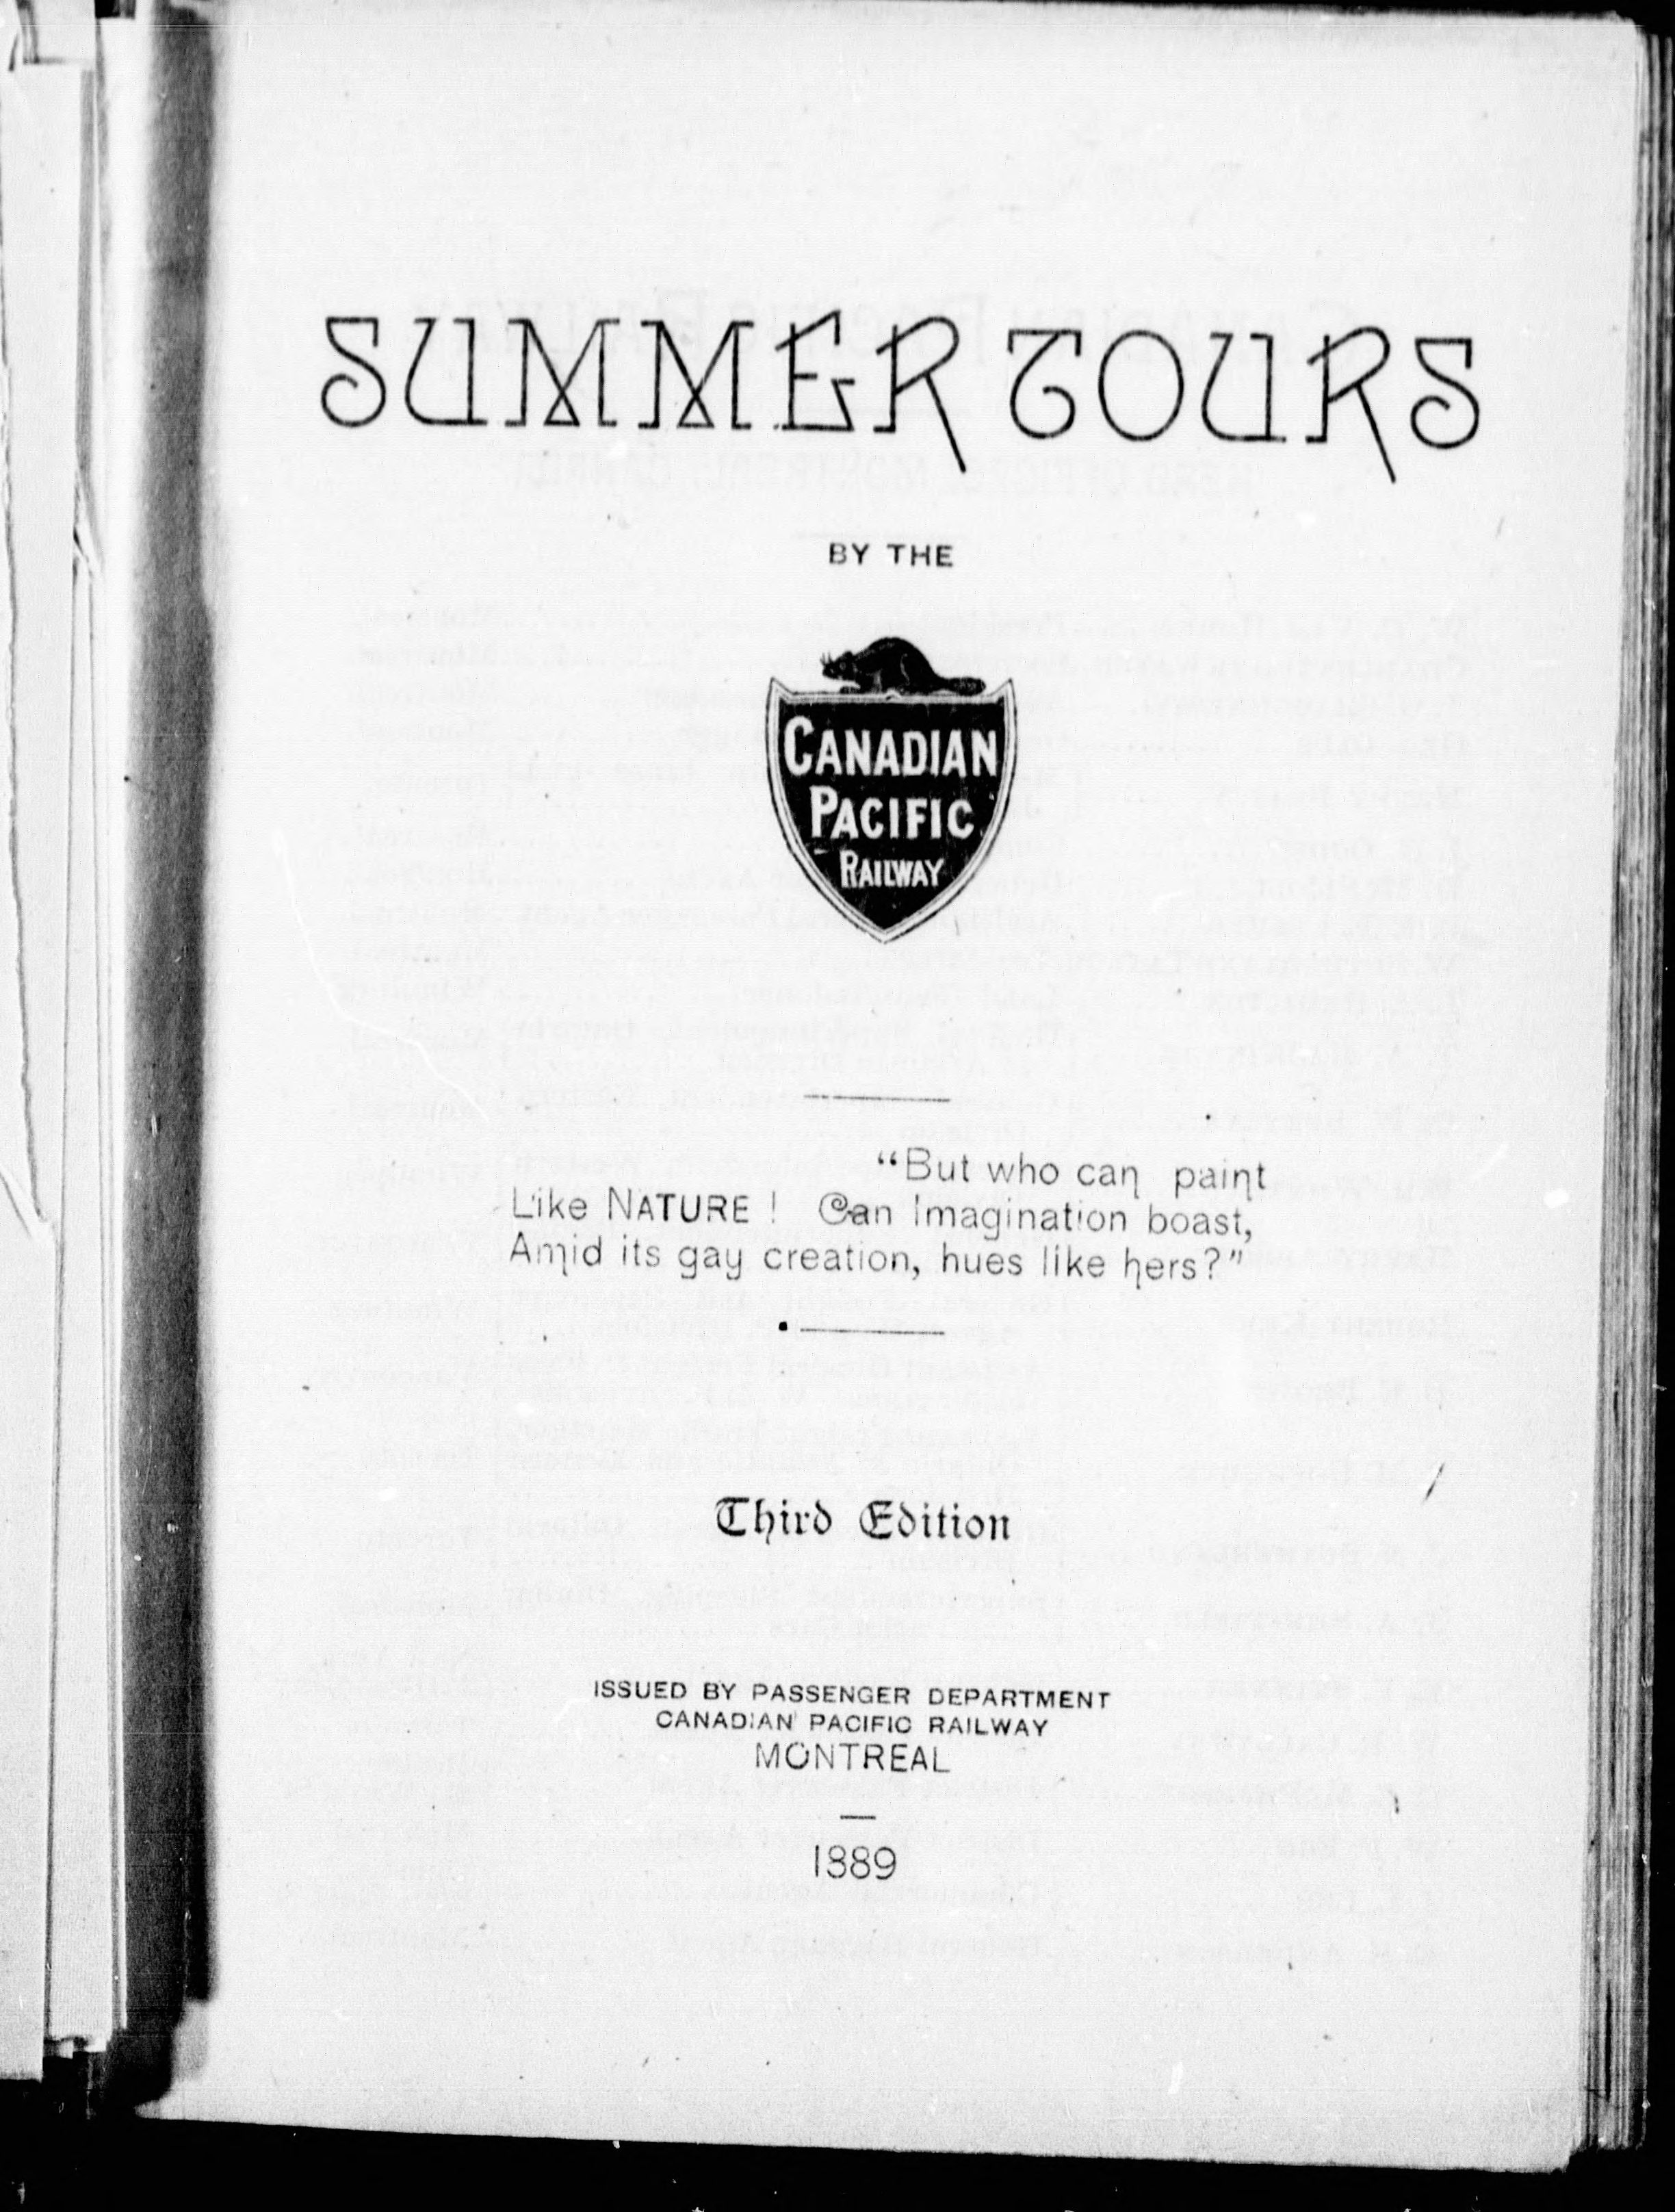 SUMMER TOURS
BY THE
CANADIAN
PACIFIC
RAILWAY
“But who can paint
Like NATURE! Can Imagination boast,
Amid its gay creation, hues like hers?”
Third Edition
ISSUED BY PASSENGER DEPARTMENT
CANADIAN PACIFIC RAILWAY
MONTREAL
1889